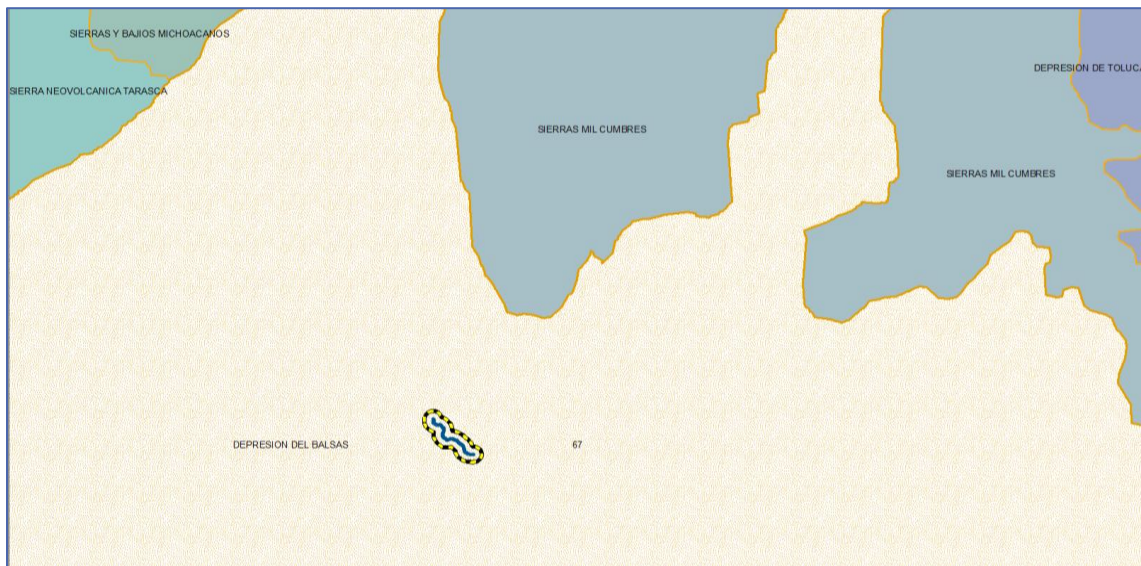 SIERRAS Y BAJIOS MICHOACANOS
DEPRESION DE TOLUCA
SIERRA NEOVOLCANICA TARASCA
SIERRAS MIL CUMBRES
SIERRAS MIL CUMBRES
DEPRESION DEL BALSAS
67